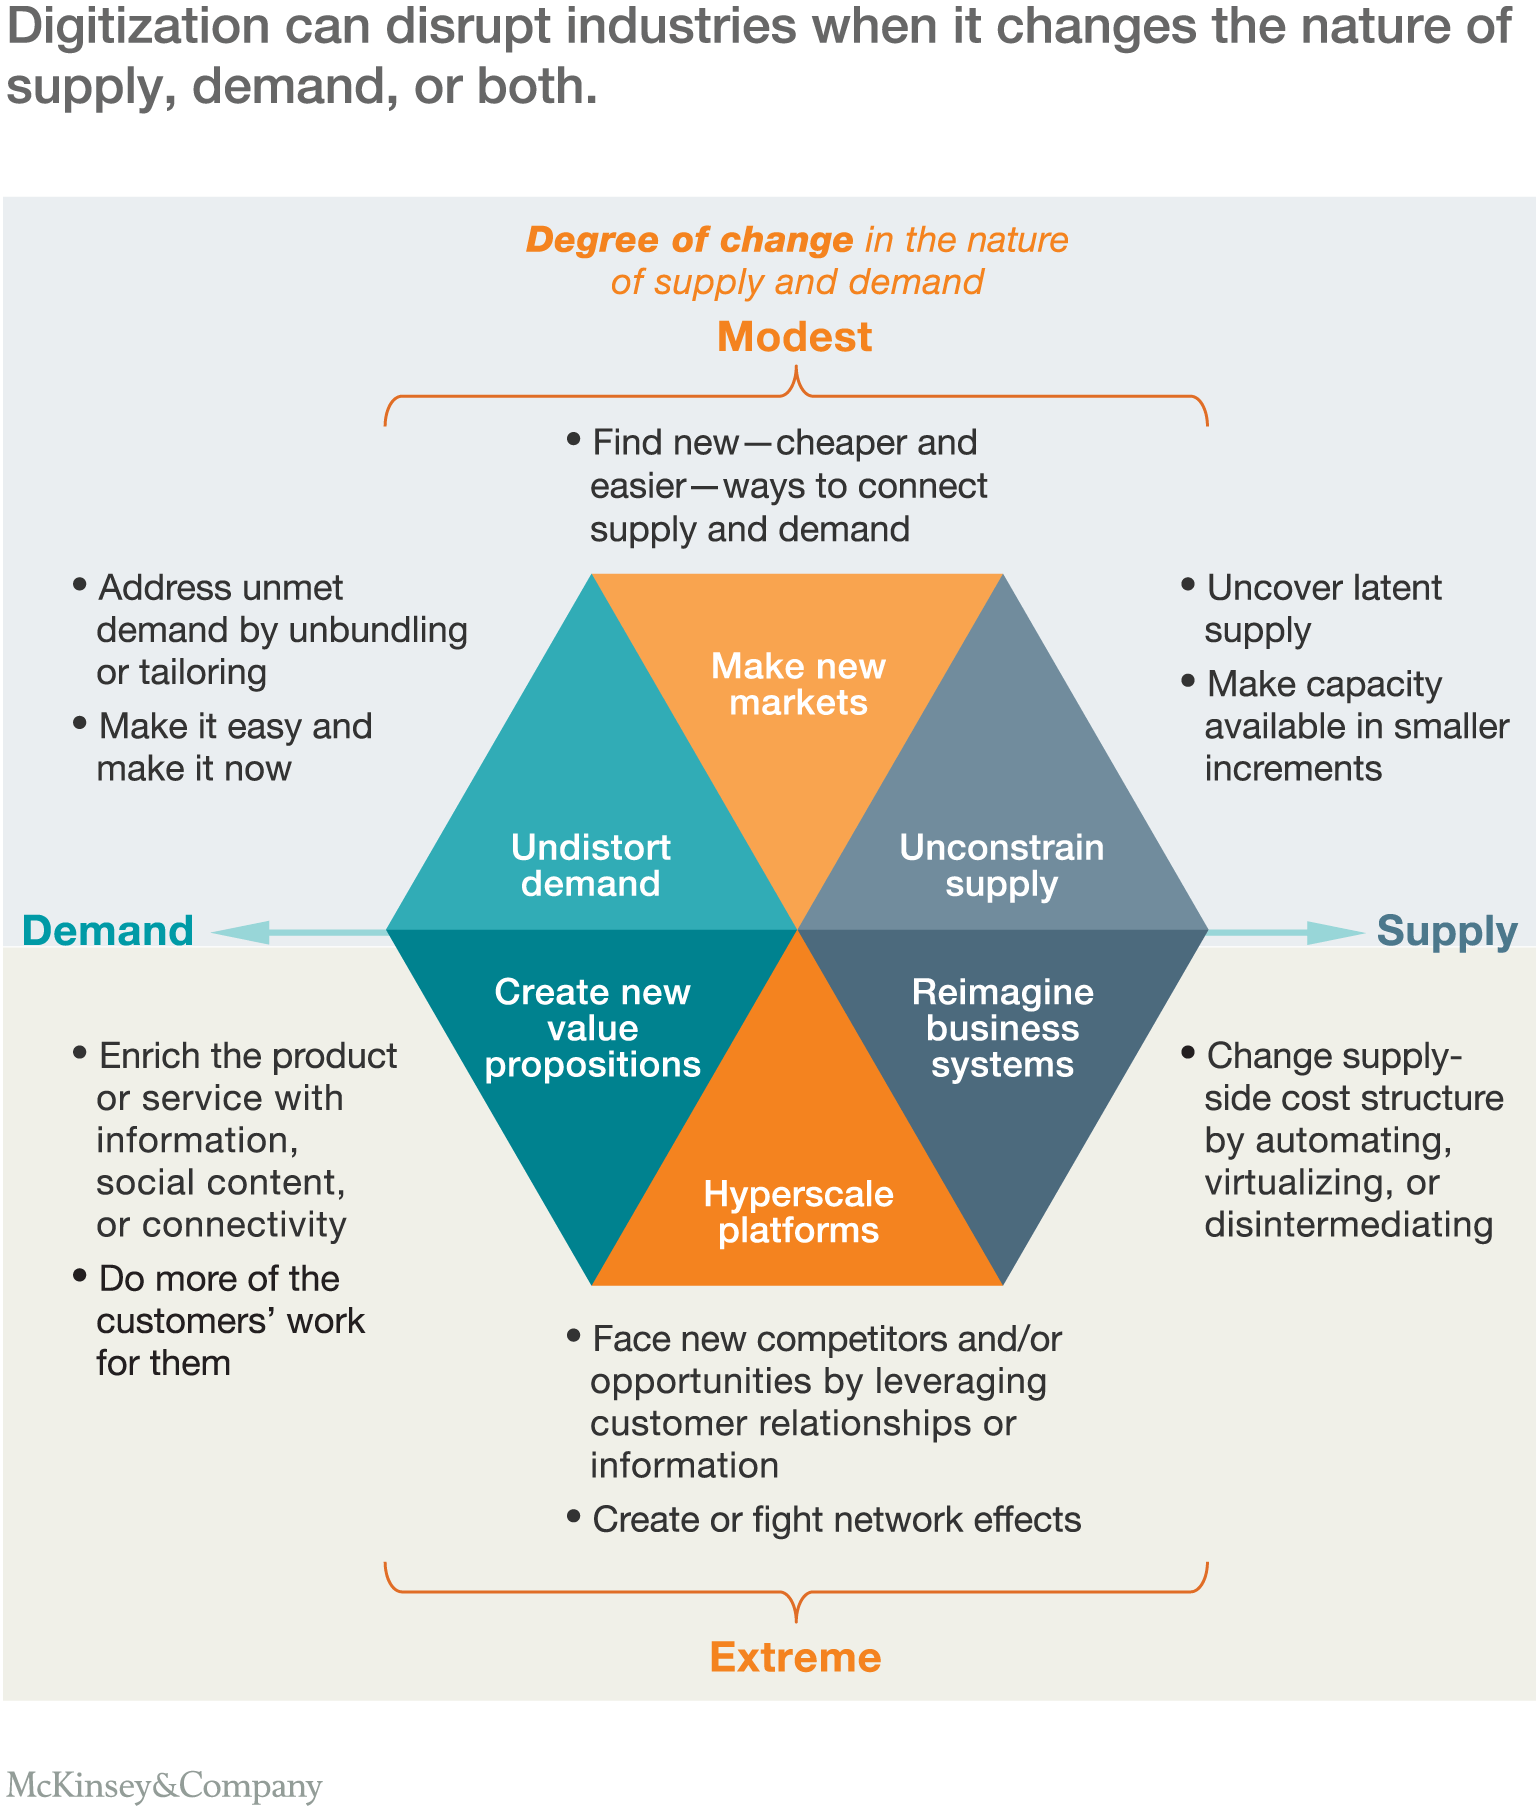 Digitization can disrupt industries when it changes the nature of
supply, demand, or both.
Degree of change in the nature
of supply and demand
Modest
• Find new—cheaper and
easier—ways to connect
supply and demand
• Address unmet
demand by unbundling
or tailoring
• Make it easy and
make it now
• Uncover latent
supply
• Make capacity
available in smaller
increments
Make new
markets
Undistort
demand
Unconstrain
supply
Demand
Supply
Create new
value
propositions
Reimagine
business
systems
Hyperscale
platforms
• Enrich the product
or service with
information,
social content,
or connectivity
• Do more of the
customers’ work
for them
• Change supply-
side cost structure
by automating,
virtualizing, or
disintermediating
• Face new competitors and/or
opportunities by leveraging
customer relationships or
information
• Create or fight network effects
Extreme
McKinsey&Company